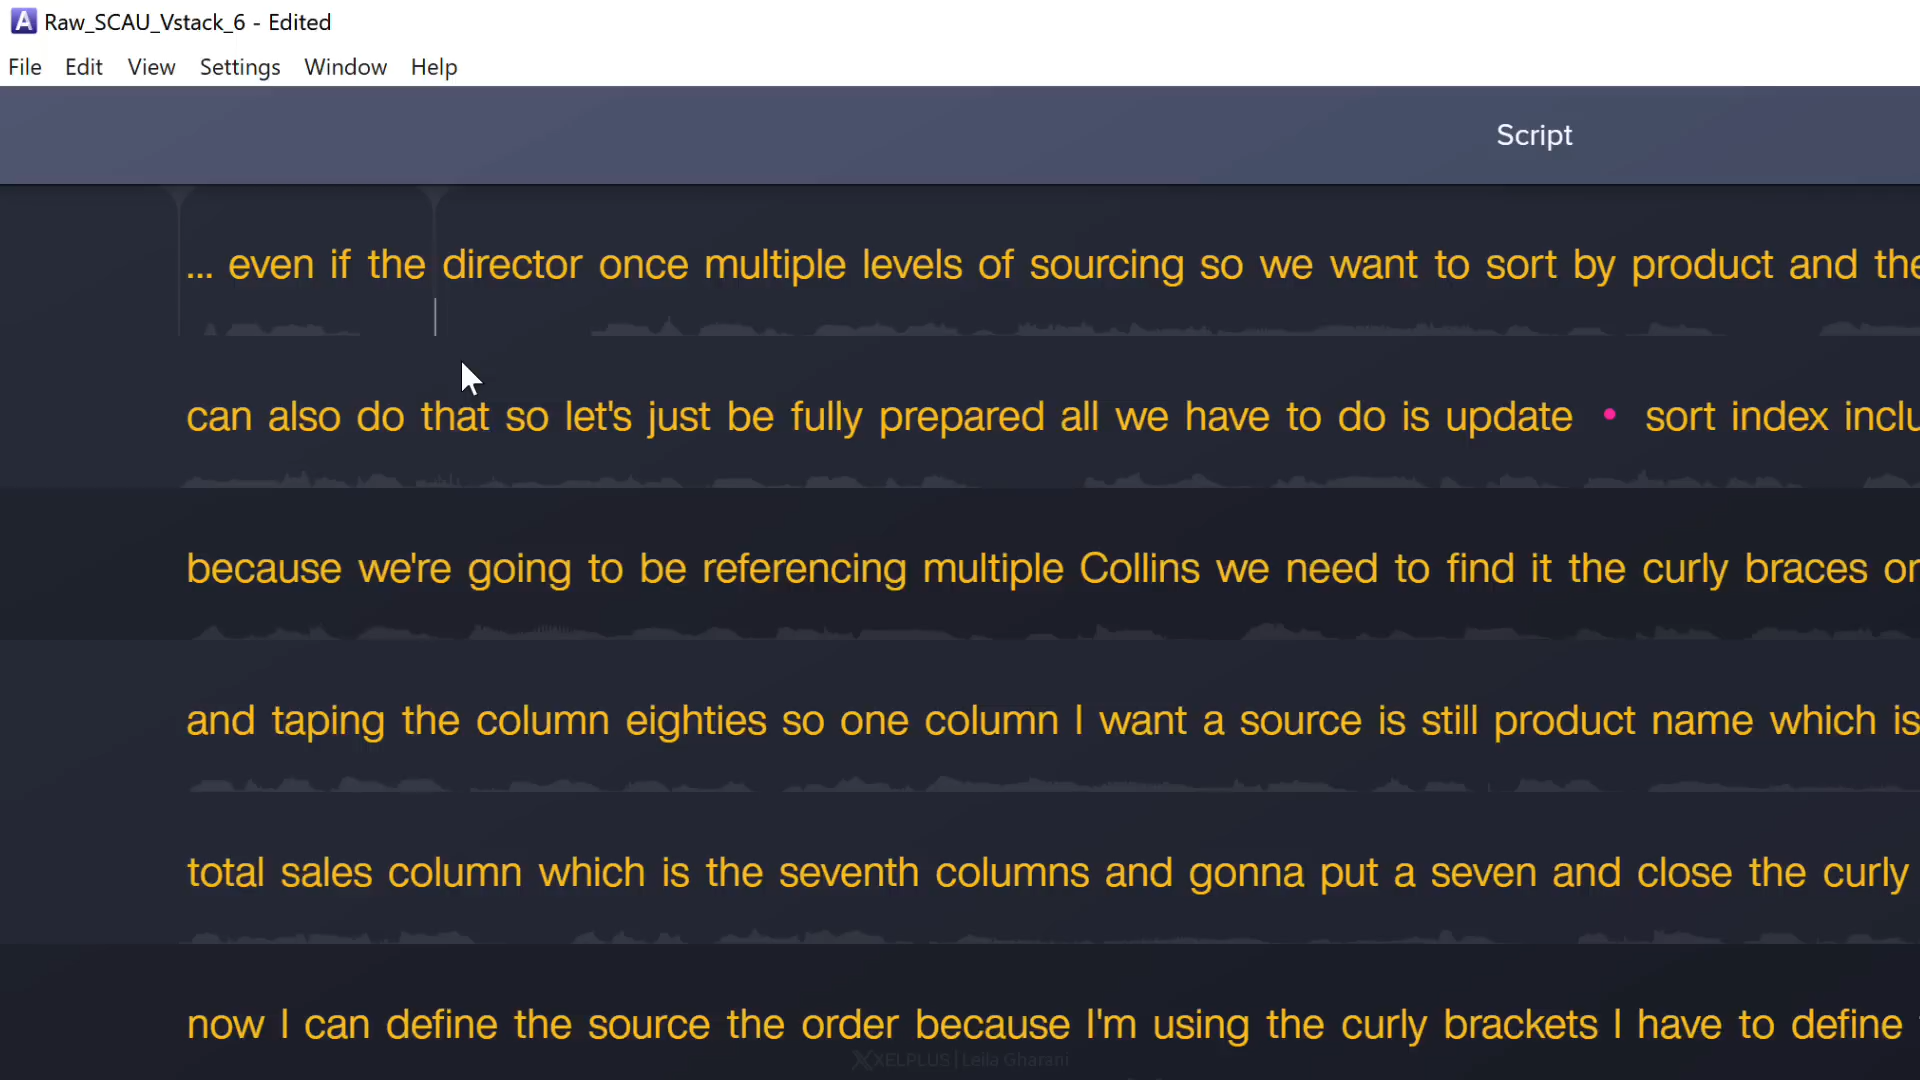 Raw_SCAU_Vstack_6 - Edited
File Edit View Settings Window Help
Script
... even if the director once multiple levels of sourcing so we want to sort by product and the
can also do that so let's just be fully prepared all we have to do is update • sort index inclu
because we're going to be referencing multiple Collins we need to find it the curly braces or
and taping the column eighties so one column I want a source is still product name which is
total sales column which is the seventh columns and gonna put a seven and close the curly
now I can define the source the order because I'm using the curly brackets I have to define
XELPLUS | Leila Gharani